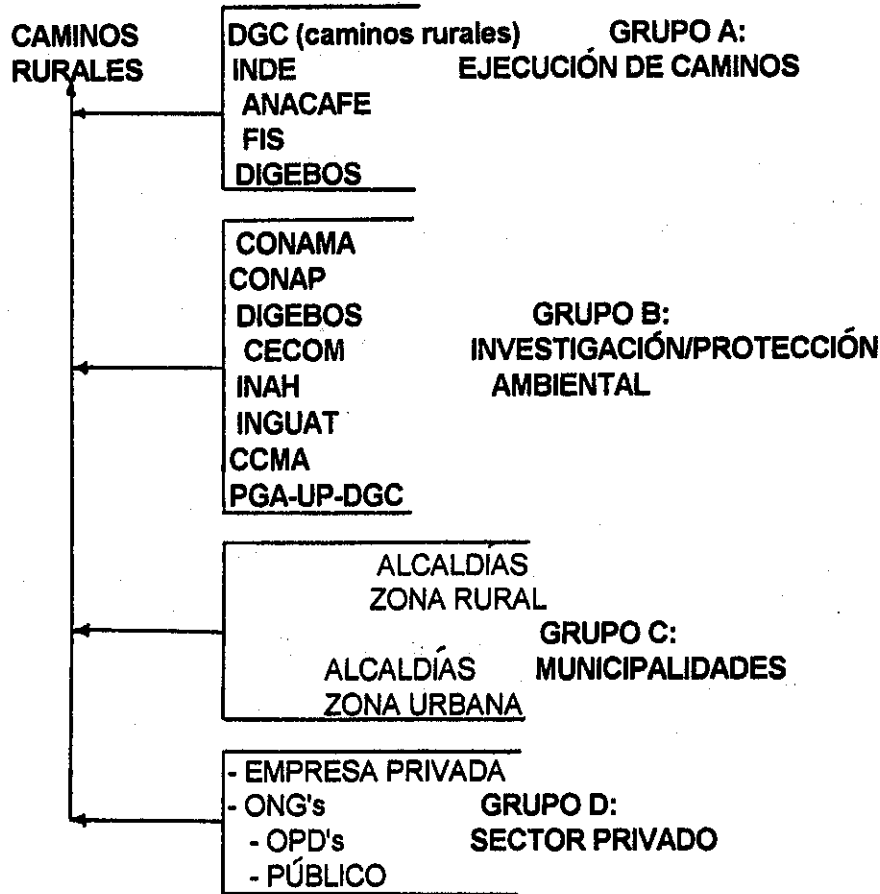 CAMINOS
RURALES
DGC (caminos rurales) GRUPO A:
INDE EJECUCIÓN DE CAMINOS
ANACAFE
FIS
DIGEBOS
CONAMA
CONAP
DIGEBOS GRUPO B:
CECOM INVESTIGACIÓN/PROTECCIÓN
INAH AMBIENTAL
INGUAT
CCMA
PGA-UP-DGC
ALCALDÍAS
ZONA RURAL
GRUPO C:
ALCALDÍAS MUNICIPALIDADES
ZONA URBANA
- EMPRESA PRIVADA
- ONG's GRUPO D:
- OPD's SECTOR PRIVADO
- PÚBLICO